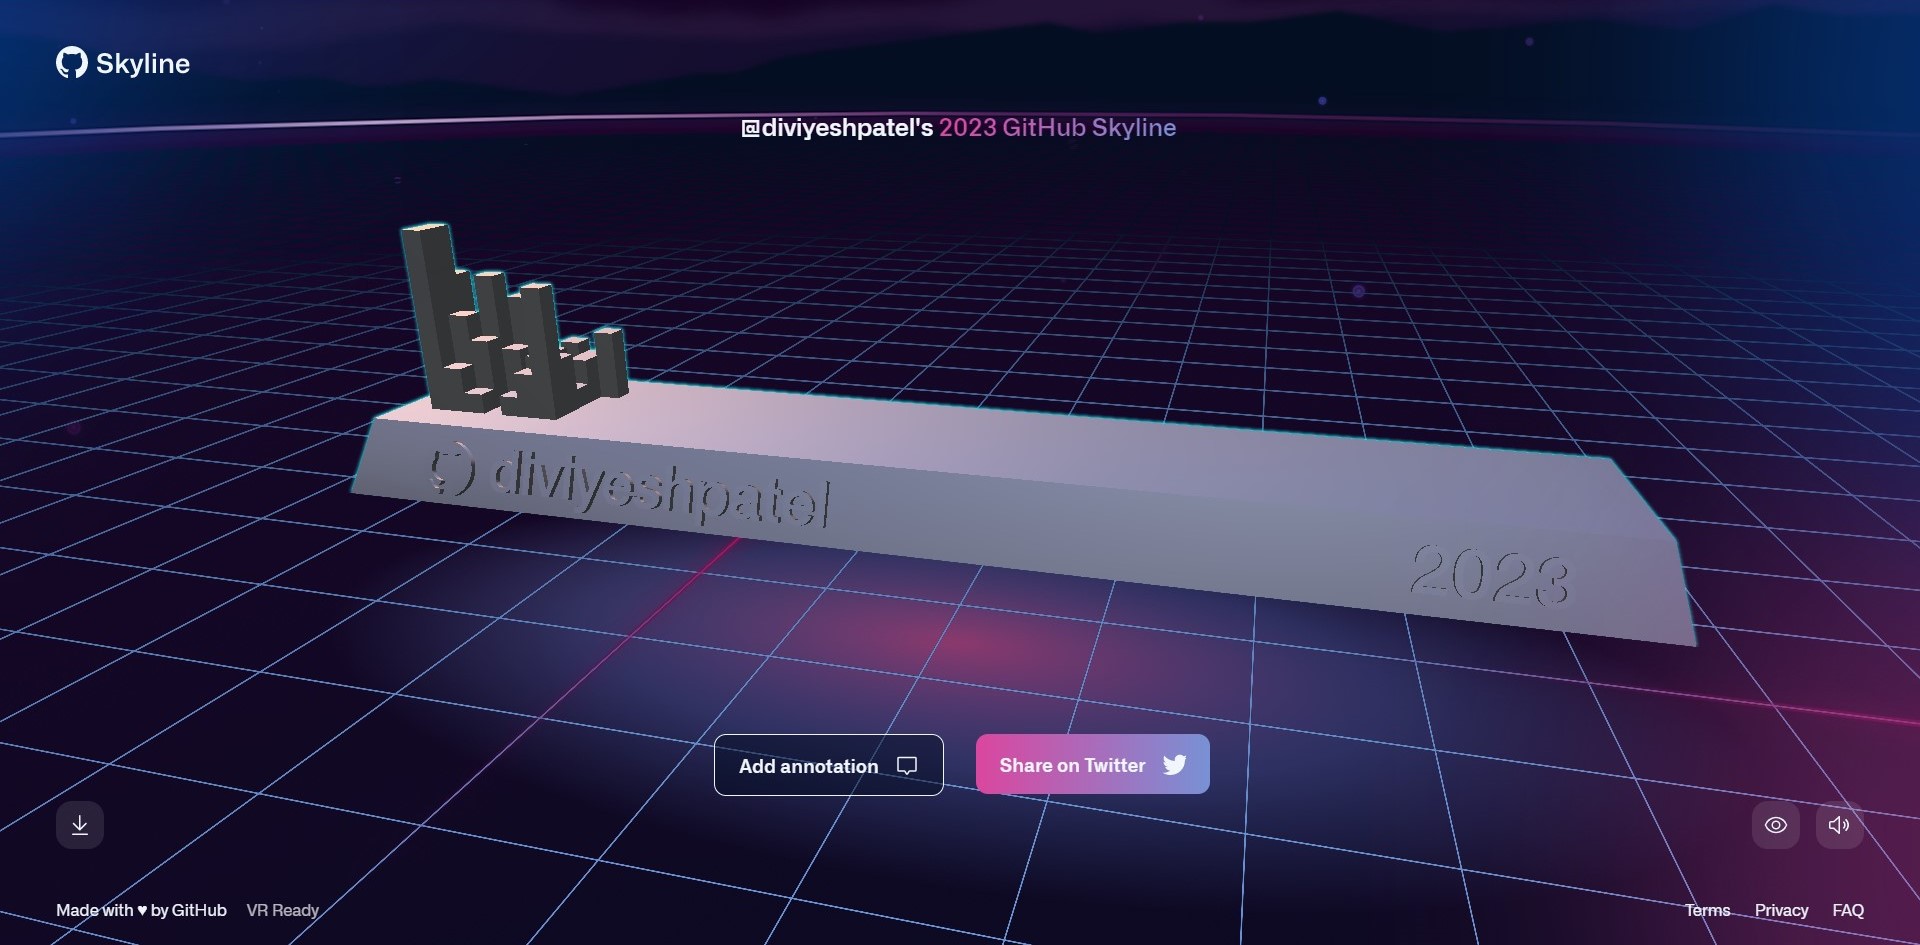 Skyline
@diviyeshpatel's 2023 GitHub Skyline
diviyeshpatel
2023
Add annotation
Share on Twitter
Made with ♥ by GitHub VR Ready
Terms Privacy FAQ